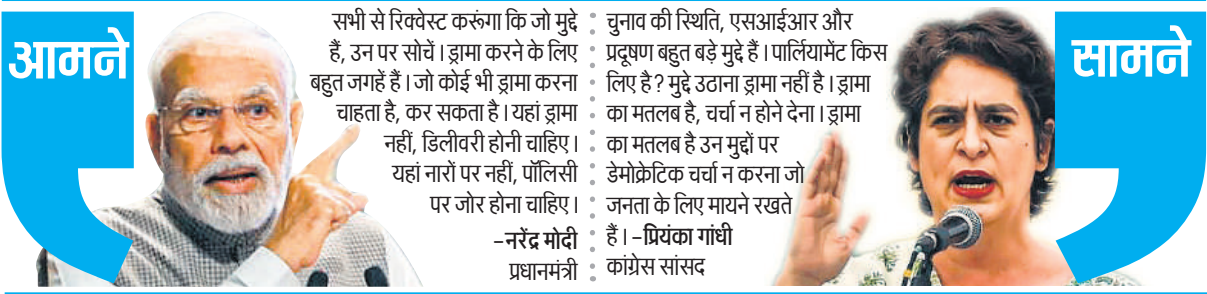 आमने
सभी से रिक्वेस्ट करूंगा कि जो मुद्दे
हैं, उन पर सोचें । ड्रामा करने के लिए
बहुत जगहें हैं । जो कोई भी ड्रामा करना
चाहता है, कर सकता है । यहां ड्रामा
नहीं, डिलीवरी होनी चाहिए ।
यहां नारों पर नहीं, पॉलिसी
पर जोर होना चाहिए ।
–नरेंद्र मोदी
प्रधानमंत्री
चुनाव की स्थिति, एसआईआर और
प्रदूषण बहुत बड़े मुद्दे हैं । पार्लियामेंट किस
लिए है ? मुद्दे उठाना ड्रामा नहीं है । ड्रामा
का मतलब है, चर्चा न होने देना । ड्रामा
का मतलब है उन मुद्दों पर
डेमोक्रेटिक चर्चा न करना जो
जनता के लिए मायने रखते
हैं । –प्रियंका गांधी
कांग्रेस सांसद
सामने